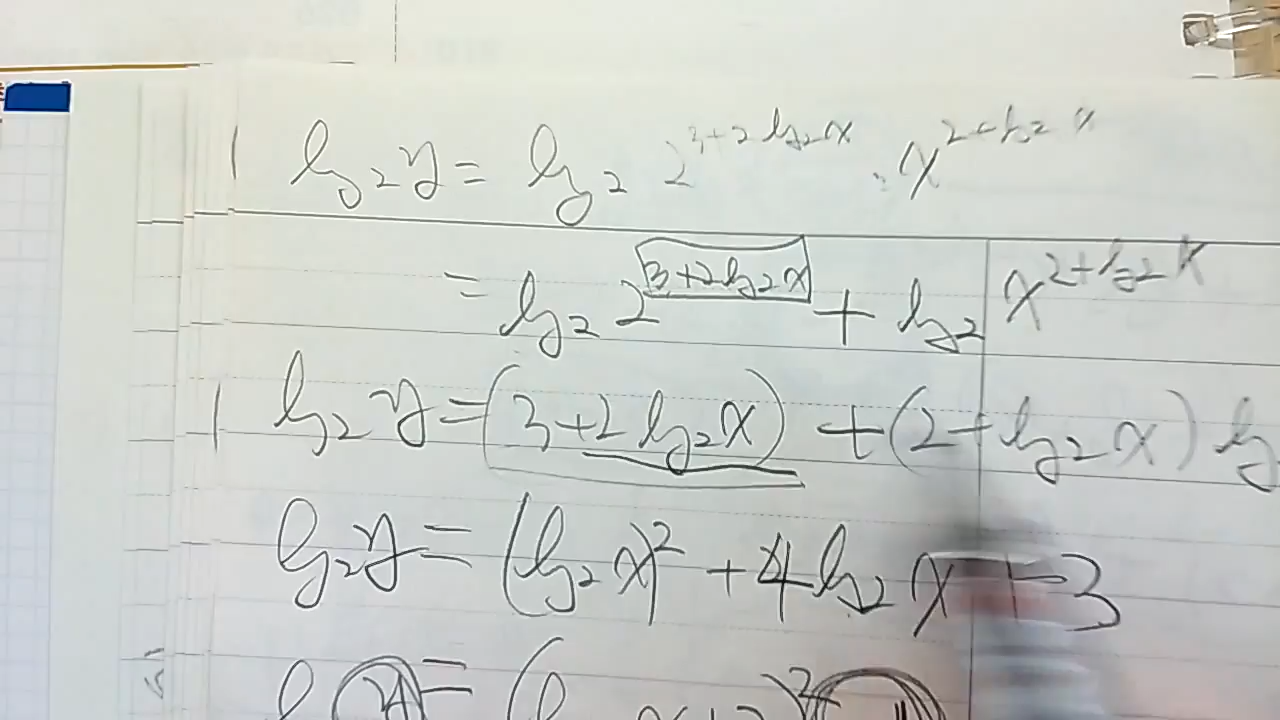 log₂y = log₂ 2^(3+2log₂x) · x^(2+log₂x)
= log₂ 2^(3+2log₂x) + log₂ x^(2+log₂x)
log₂y = (3+2log₂x) + (2+log₂x) log
log₂y = (log₂x)² + 4log₂x + 3